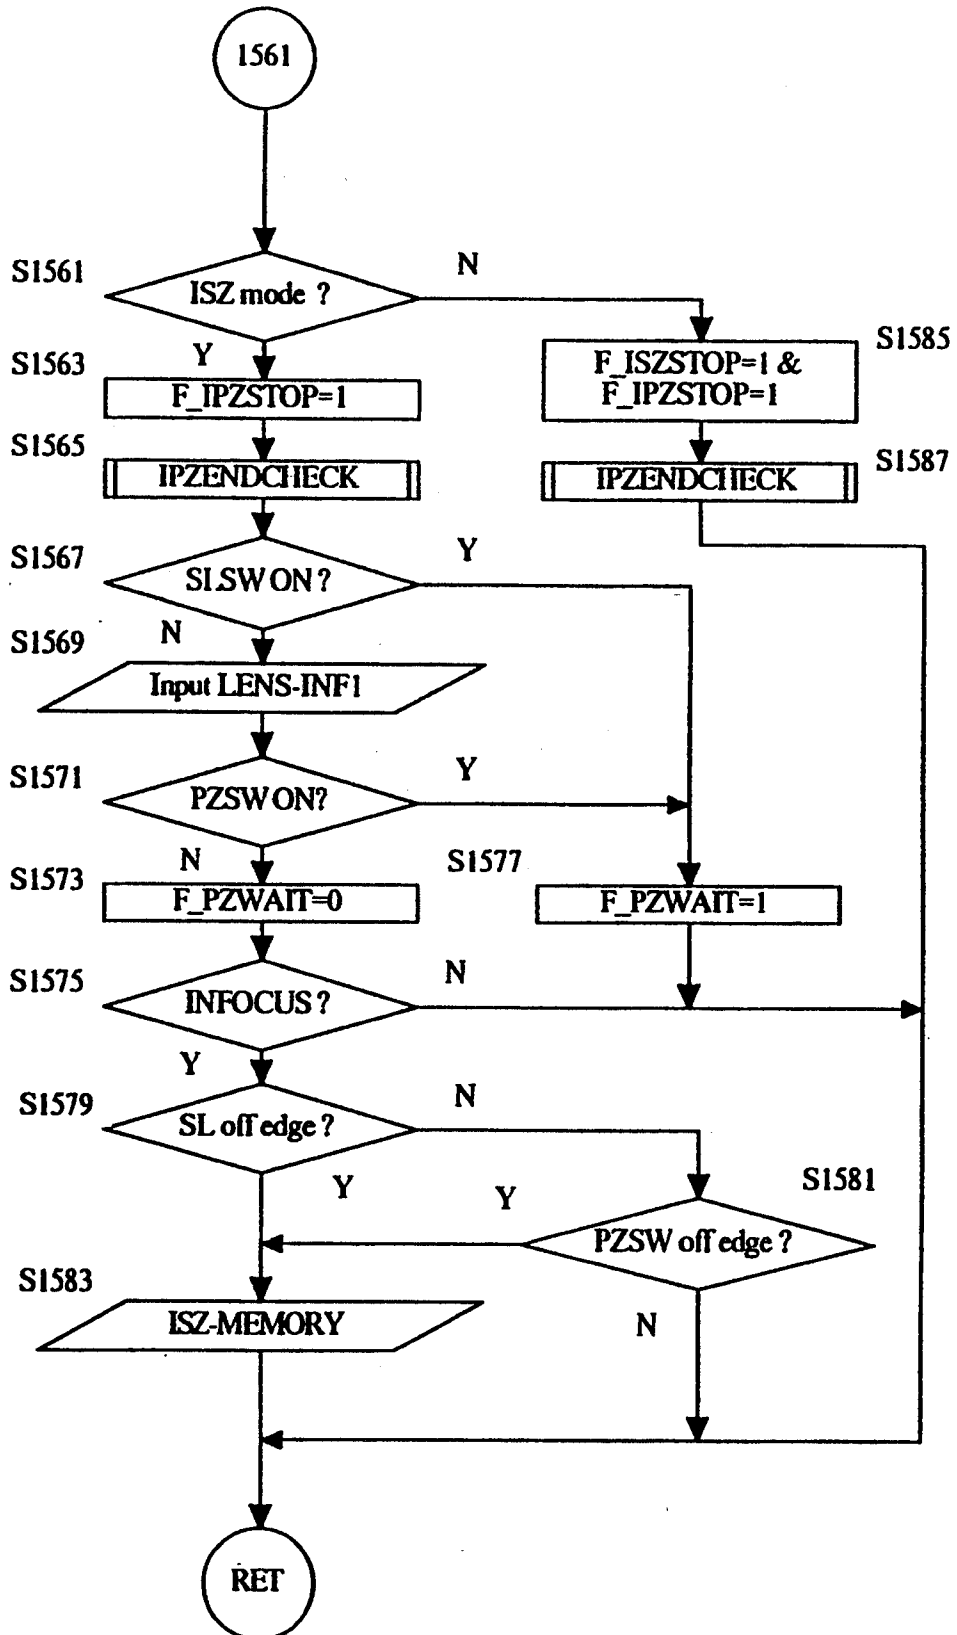 1561
S1561
ISZ mode ?
N
Y
S1563
F_IPZSTOP=1
S1585
F_ISZSTOP=1 &
F_IPZSTOP=1
S1565
IPZENDCHECK
S1587
IPZENDCHECK
S1567
SLSW ON ?
Y
N
S1569
Input LENS-INF1
S1571
PZSW ON?
Y
N
S1573
F_PZWAIT=0
S1577
F_PZWAIT=1
S1575
INFOCUS ?
N
Y
S1579
SL off edge ?
N
Y
S1581
PZSW off edge ?
Y
N
S1583
ISZ-MEMORY
RET